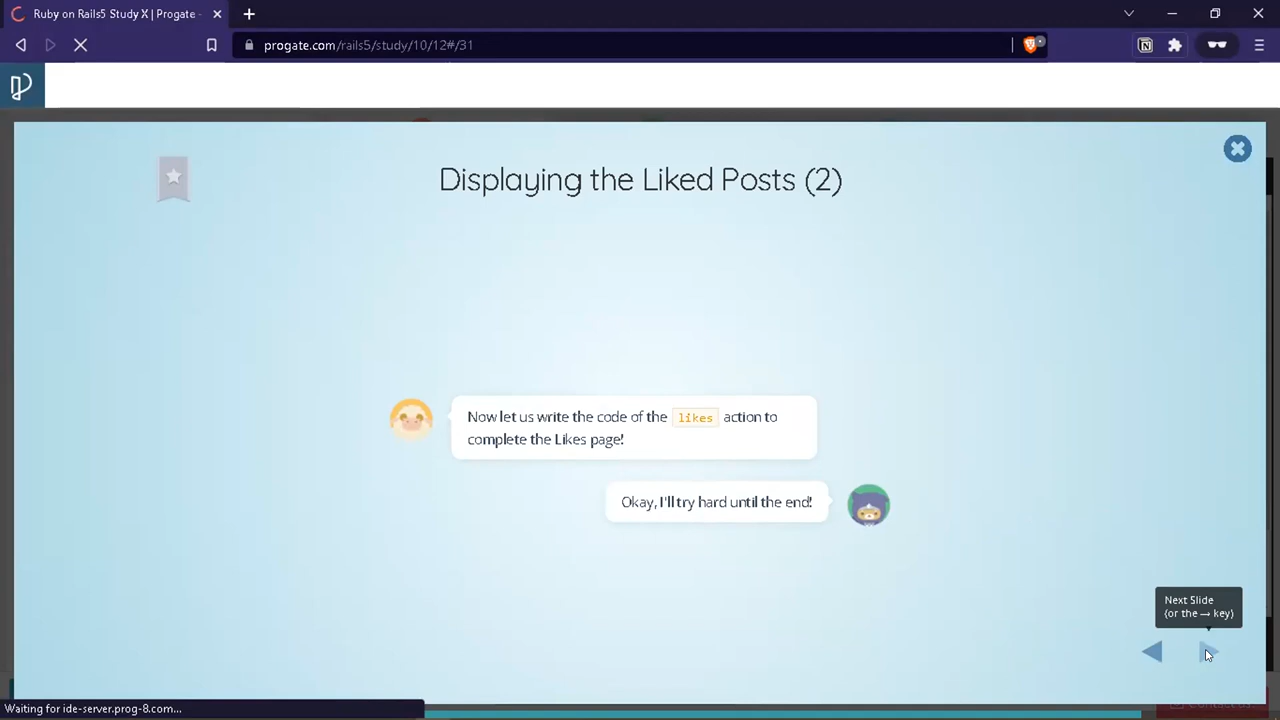 Ruby on Rails5 Study X | Progate -
progate.com/rails5/study/10/12#/31
Displaying the Liked Posts (2)
Now let us write the code of the likes action to
complete the Likes page!
Okay, I'll try hard until the end!
Next Slide
(or the → key)
Waiting for ide-server.prog-8.com...